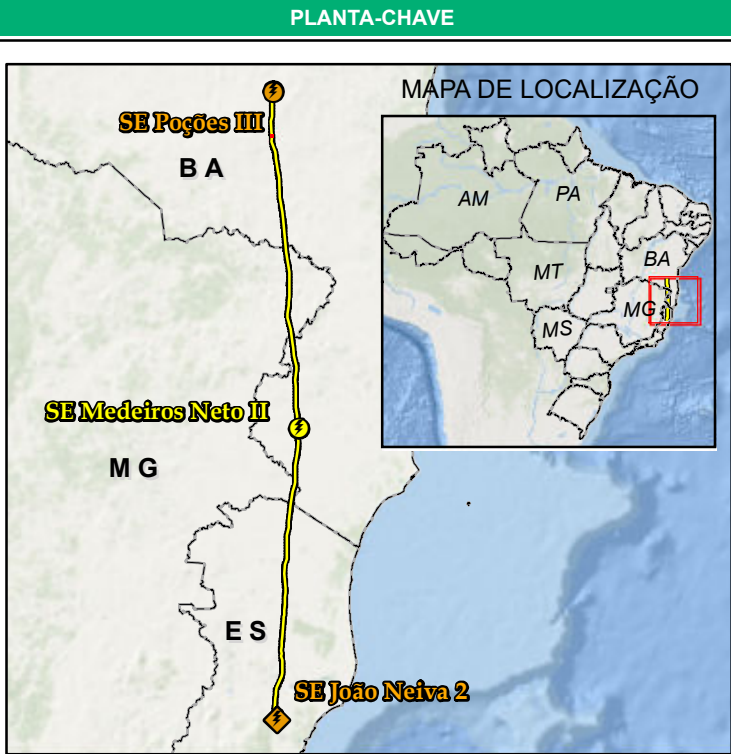 PLANTA-CHAVE
MAPA DE LOCALIZAÇÃO
SE Poções III
B A
AM
PA
BA
MT
MG
MS
SE Medeiros Neto II
M G
E S
SE João Neiva 2